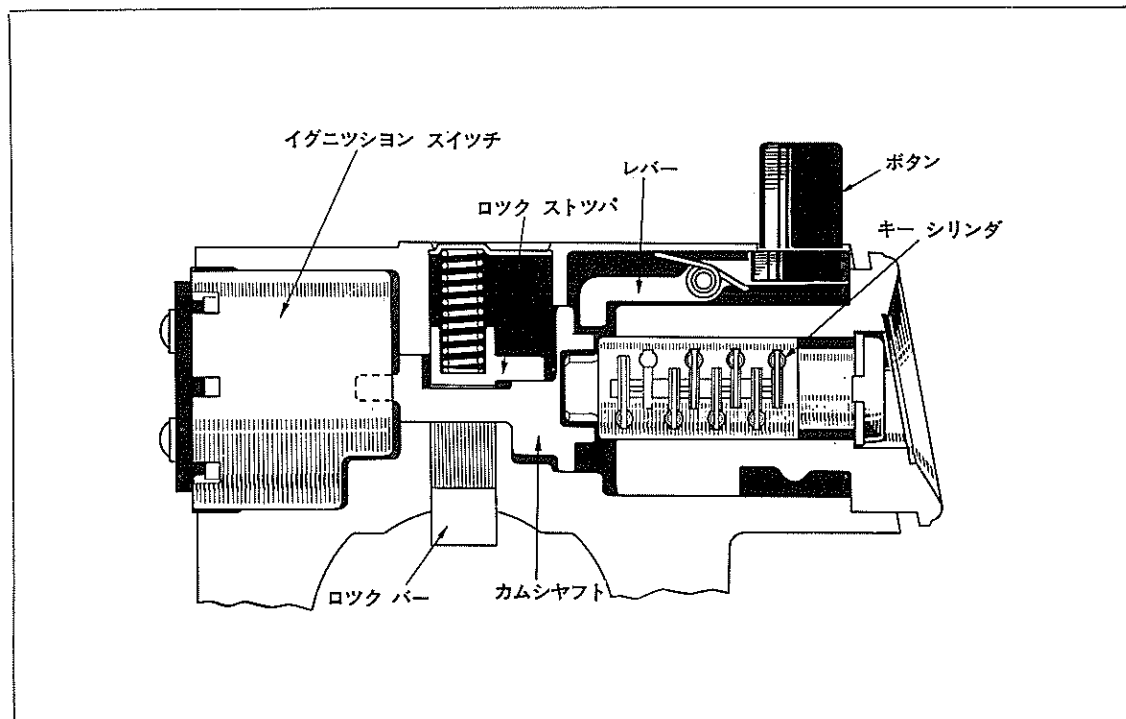 イグニツシヨン スイツチ
レバー
ボタン
ロツク ストツパ
キー シリンダ
ロツク バー
カムシヤフト